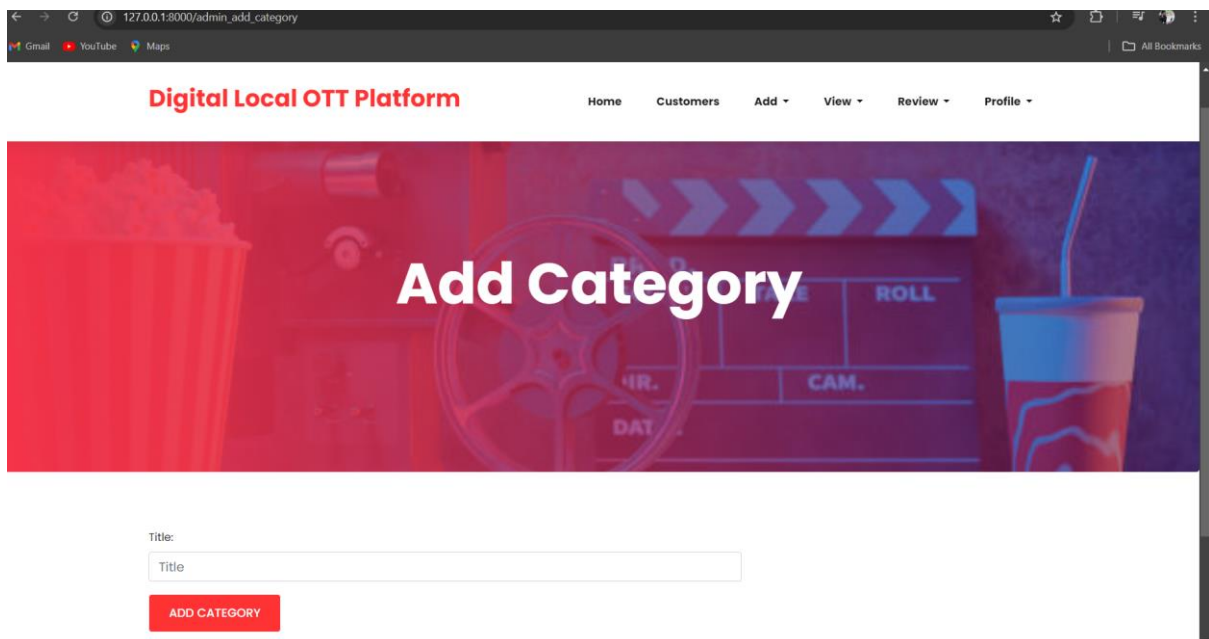 127.0.0.1:8000/admin_add_category
Gmail YouTube Maps All Bookmarks
Digital Local OTT Platform
Home Customers Add View Review Profile
Add Category
ROLL
CAM.
Title:
Title
ADD CATEGORY